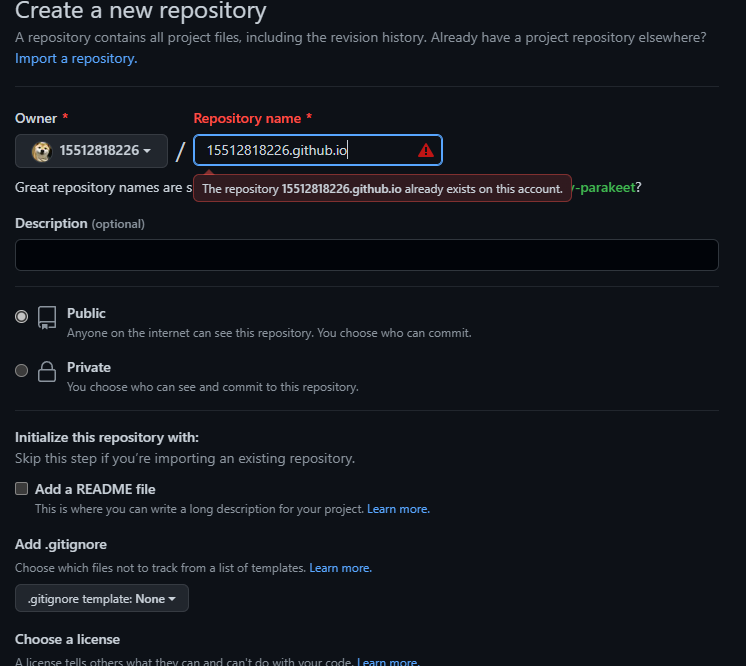 Create a new repository
A repository contains all project files, including the revision history. Already have a project repository elsewhere?
Import a repository.
Owner *
Repository name *
15512818226
/
15512818226.github.io
Great repository names are s
-parakeet?
The repository 15512818226.github.io already exists on this account.
Description (optional)
Public
Anyone on the internet can see this repository. You choose who can commit.
Private
You choose who can see and commit to this repository.
Initialize this repository with:
Skip this step if you're importing an existing repository.
Add a README file
This is where you can write a long description for your project. Learn more.
Add .gitignore
Choose which files not to track from a list of templates. Learn more.
.gitignore template: None
Choose a license
A license tells others what they can and can't do with your code. Learn more.